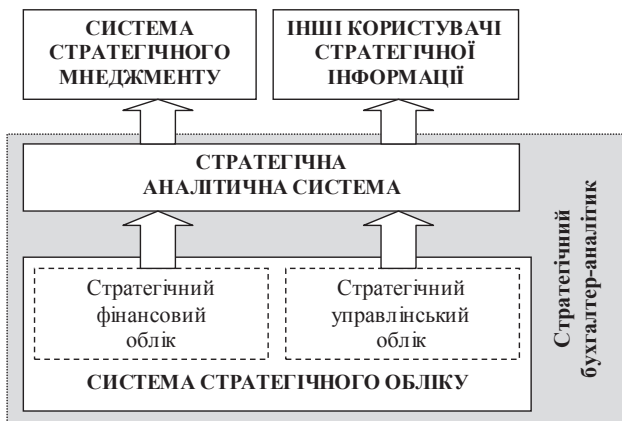 СИСТЕМА
СТРАТЕГІЧНОГО
МНЕДЖМЕНТУ
ІНШІ КОРИСТУВАЧІ
СТРАТЕГІЧНОЇ
ІНФОРМАЦІЇ
СТРАТЕГІЧНА
АНАЛІТИЧНА СИСТЕМА
Стратегічний
фінансовий
облік
Стратегічний
управлінський
облік
СИСТЕМА СТРАТЕГІЧНОГО ОБЛІКУ
Стратегічний
бухгалтер-аналітик